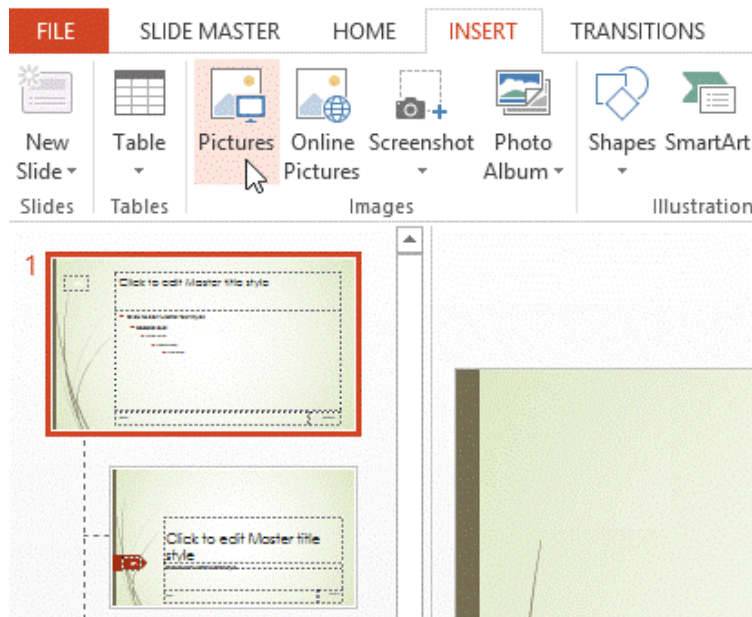 FILE SLIDE MASTER HOME INSERT TRANSITIONS
New Slide Table Pictures Online Pictures Screenshot Photo Album Shapes SmartArt
Slides Tables Images Illustration
1
Click to edit Master title style
Click to edit Master title
style